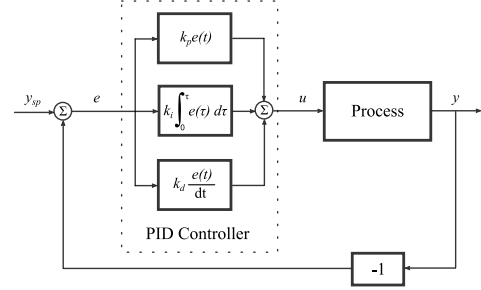 k_p e(t)
y_sp
Σ
e
k_i ∫_0^τ e(τ) dτ
Σ
u
Process
y
k_d e(t)/dt
PID Controller
-1